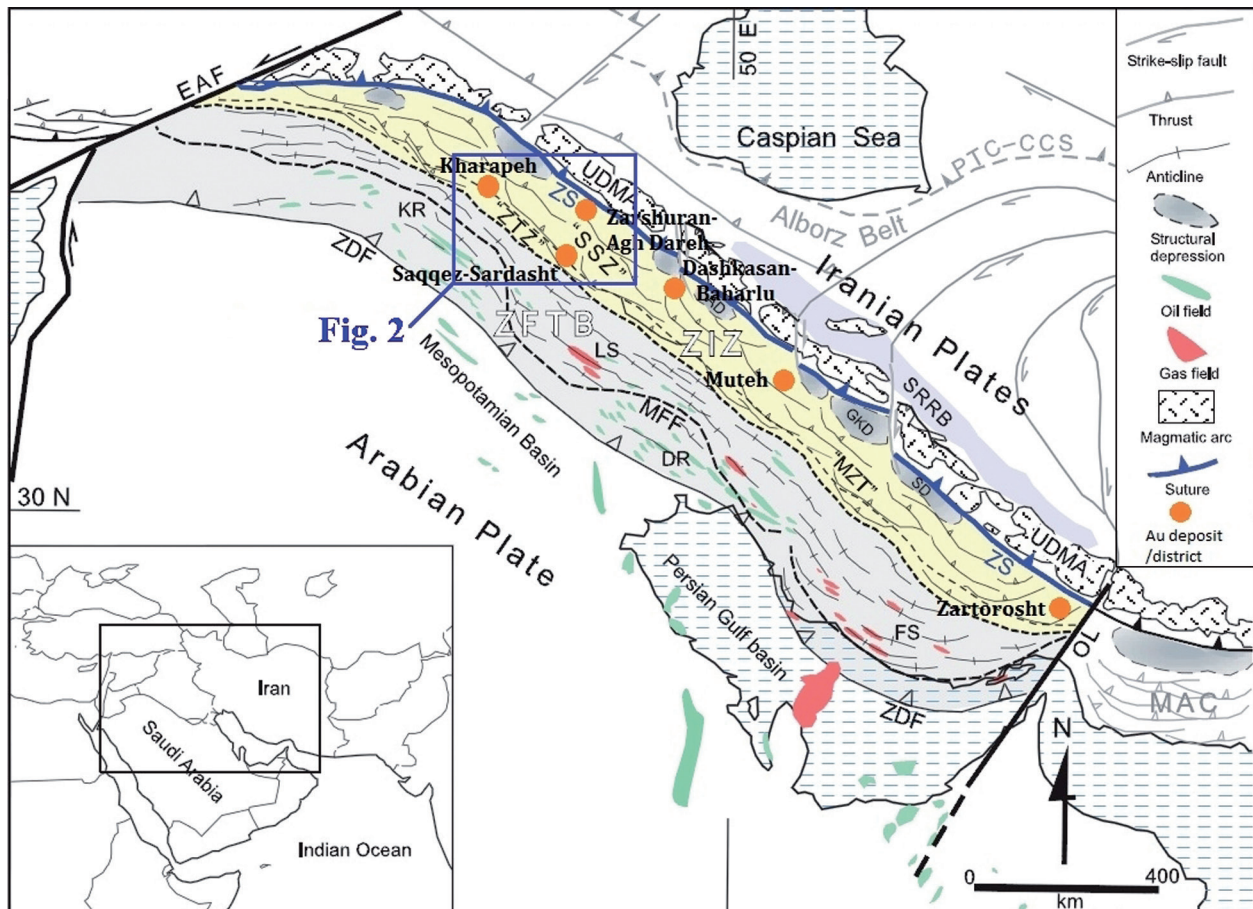 50 E
EAF
Caspian Sea
PTC-CCS
Alborz Belt
Kharapeh
UDMA
ZS
KR
"ZTZ"
"SSZ"
Zarshuran-
Agh Dareh
ZDF
Saqqez-Sardasht
Dashkasan-
Baharlu
Iranian Plates
Fig. 2
ZFTB
ZIZ
LS
Mesopotamian Basin
Muteh
SRRB
MFF
GKD
DR
"MZT"
SD
30 N
Arabian Plate
ZS
UDMA
Persian Gulf basin
Zartorosht
FS
OL
ZDF
MAC
N
0
400
km
Iran
Saudi Arabia
Indian Ocean
Strike-slip fault
Thrust
Anticline
Structural
depression
Oil field
Gas field
Magmatic arc
Suture
Au deposit
/district